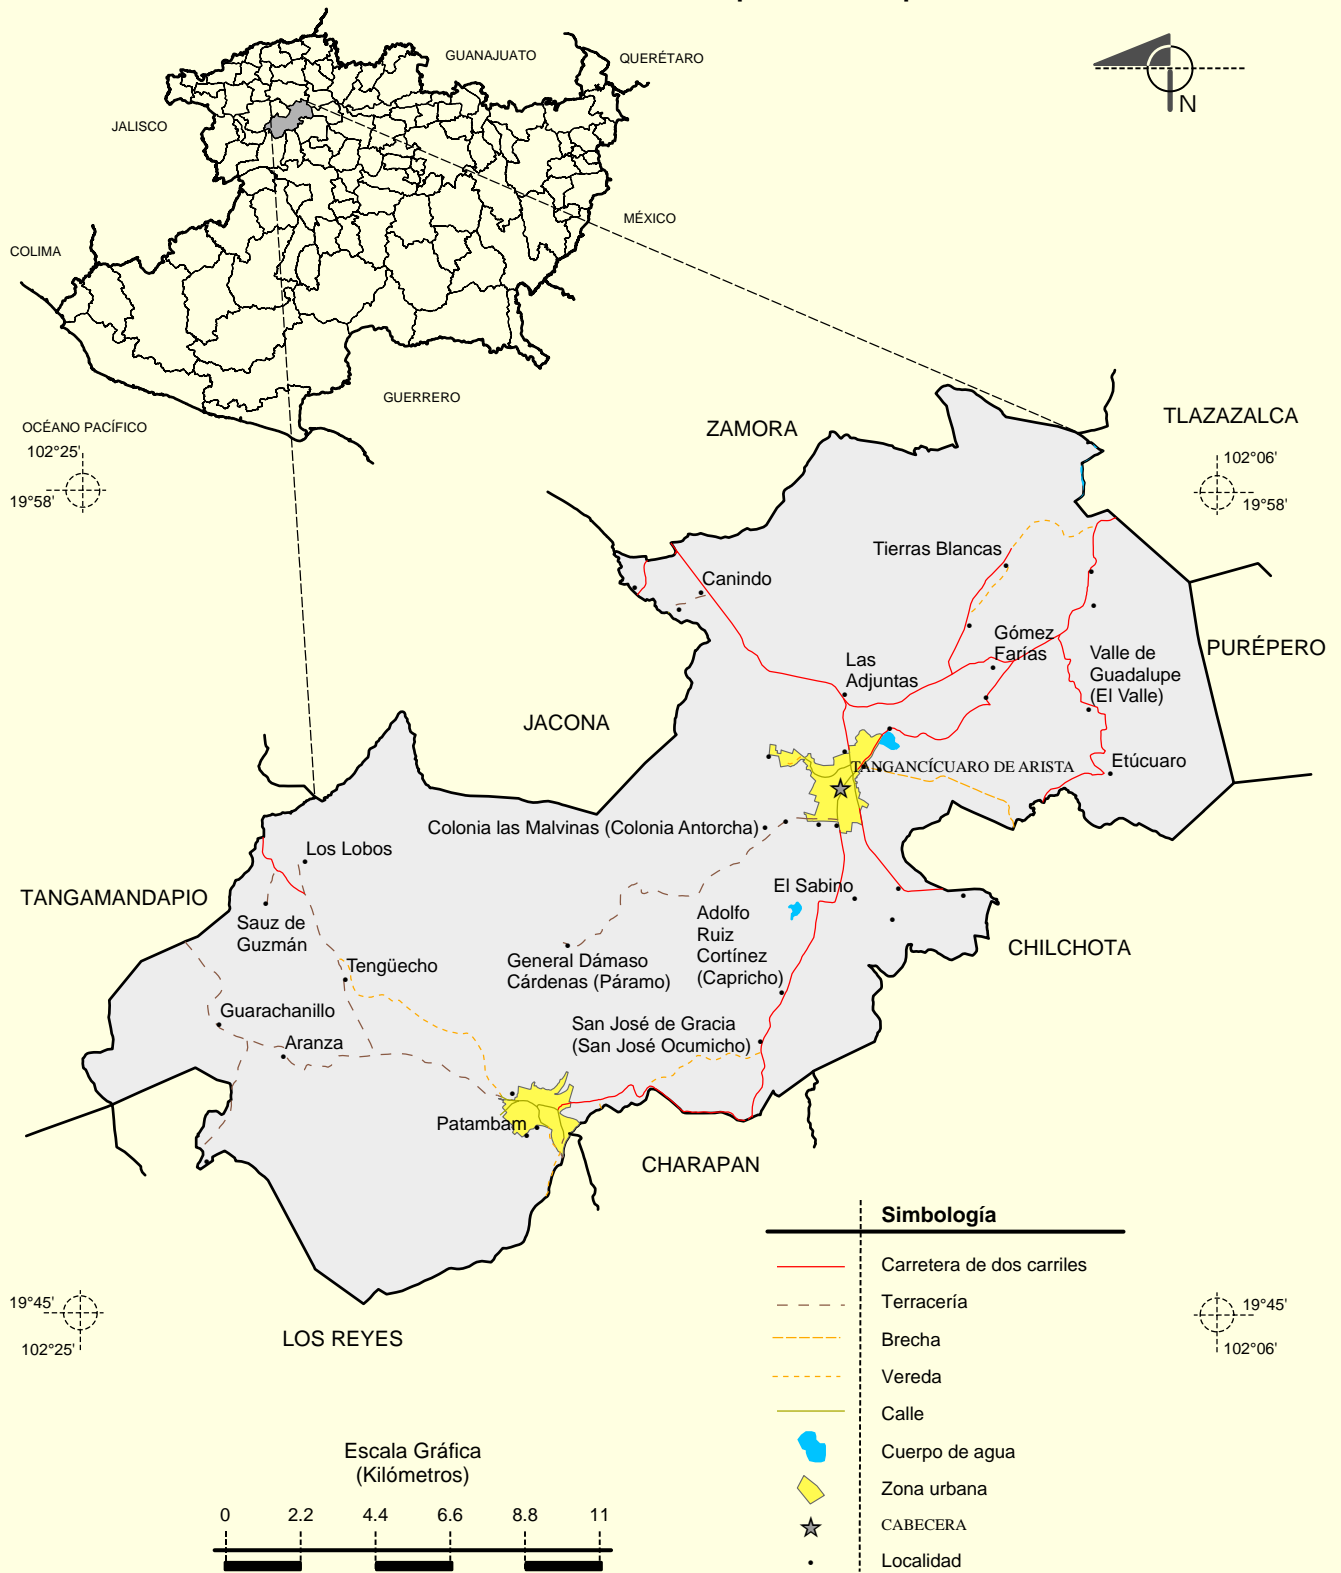 GUANAJUATO
QUERÉTARO
JALISCO
N
MÉXICO
COLIMA
GUERRERO
OCÉANO PACÍFICO
102°25'
19°58'
ZAMORA
TLAZAZALCA
102°06'
19°58'
Tierras Blancas
Canindo
Gómez
Farías
Las
Adjuntas
Valle de
Guadalupe
(El Valle)
PURÉPERO
JACONA
TANGANCÍCUARO DE ARISTA
Etúcuaro
Colonia las Malvinas (Colonia Antorcha)
Los Lobos
TANGAMANDAPIO
El Sabino
Sauz de
Guzmán
Adolfo
Ruiz
Cortínez
(Capricho)
CHILCHOTA
General Dámaso
Cárdenas (Páramo)
Tengüecho
Guarachanillo
Aranza
San José de Gracia
(San José Ocumicho)
Patambam
CHARAPAN
LOS REYES
19°45'
102°25'
19°45'
102°06'
Simbología
Carretera de dos carriles
Terracería
Brecha
Vereda
Calle
Cuerpo de agua
Zona urbana
CABECERA
Localidad
Escala Gráfica
(Kilómetros)
0 2.2 4.4 6.6 8.8 11